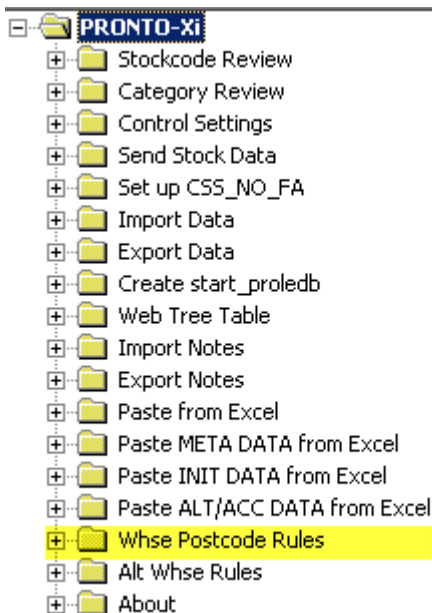 PRONTO-Xi
Stockcode Review
Category Review
Control Settings
Send Stock Data
Set up CSS_NO_FA
Import Data
Export Data
Create start_proledb
Web Tree Table
Import Notes
Export Notes
Paste from Excel
Paste META DATA from Excel
Paste INIT DATA from Excel
Paste ALT/ACC DATA from Excel
Whse Postcode Rules
Alt Whse Rules
About